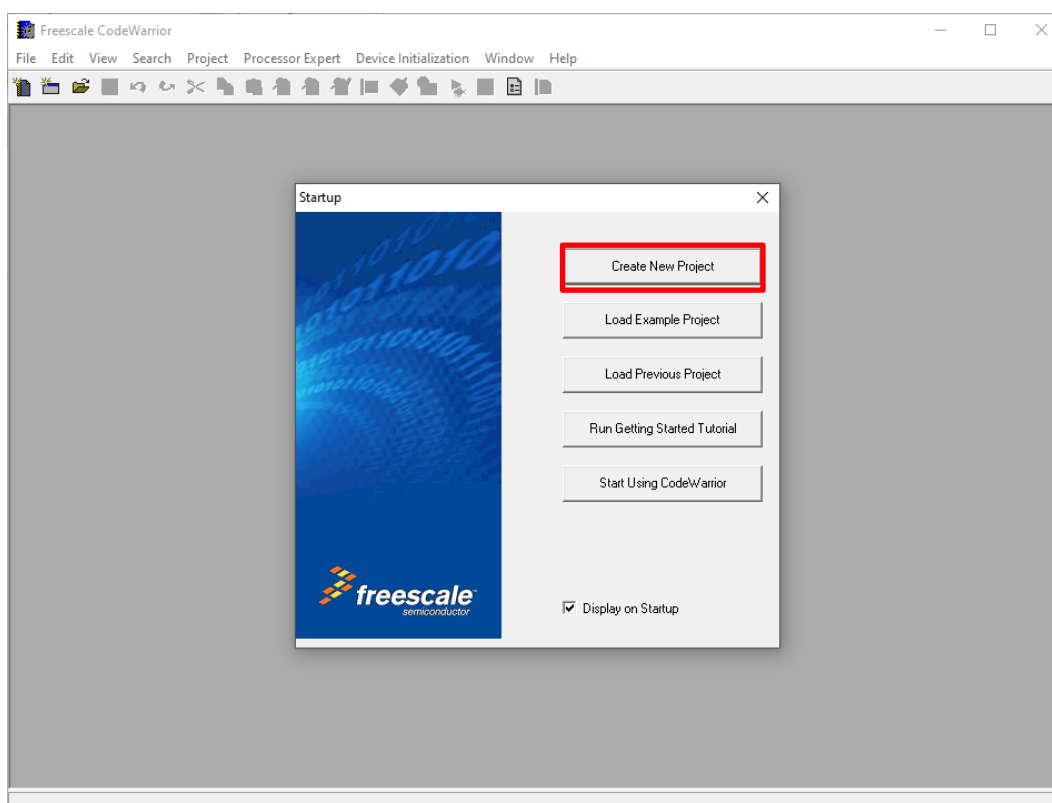 Freescale CodeWarrior
File Edit View Search Project Processor Expert Device Initialization Window Help
Startup
Create New Project
Load Example Project
Load Previous Project
Run Getting Started Tutorial
Start Using CodeWarrior
freescale™
semiconductor
Display on Startup